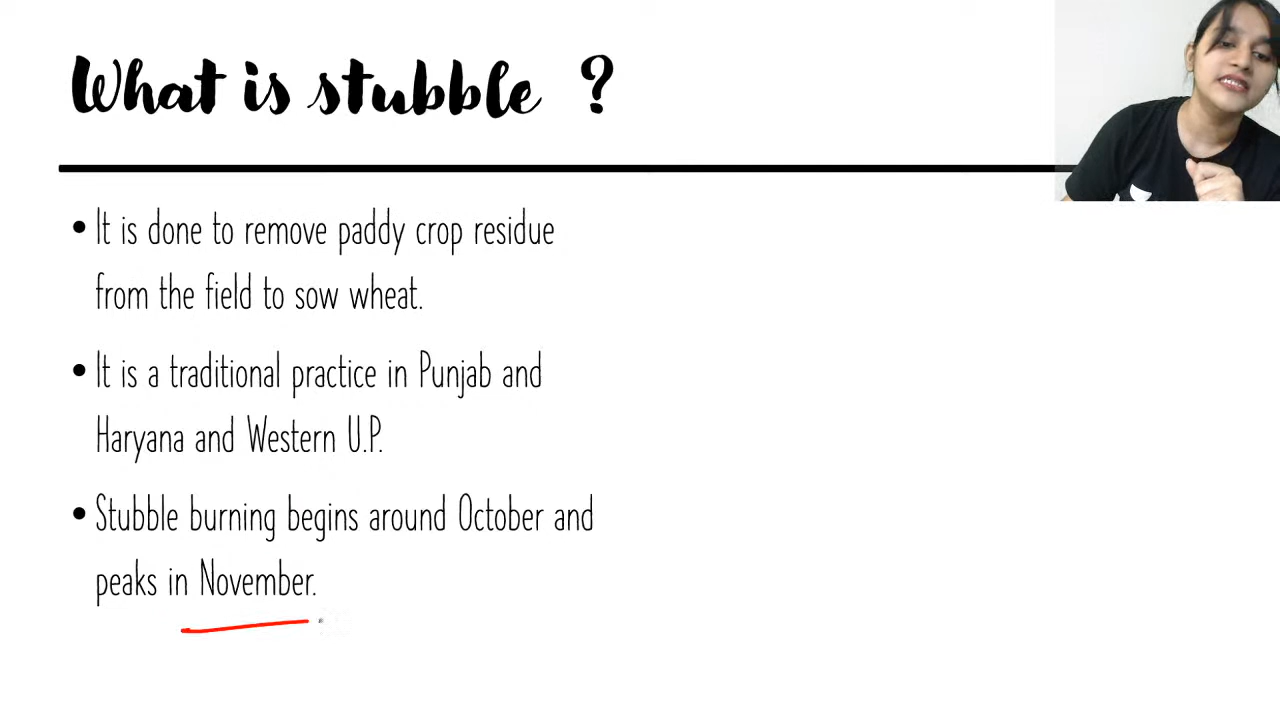 What is stubble ?
• It is done to remove paddy crop residue
from the field to sow wheat.
• It is a traditional practice in Punjab and
Haryana and Western U.P.
• Stubble burning begins around October and
peaks in November.